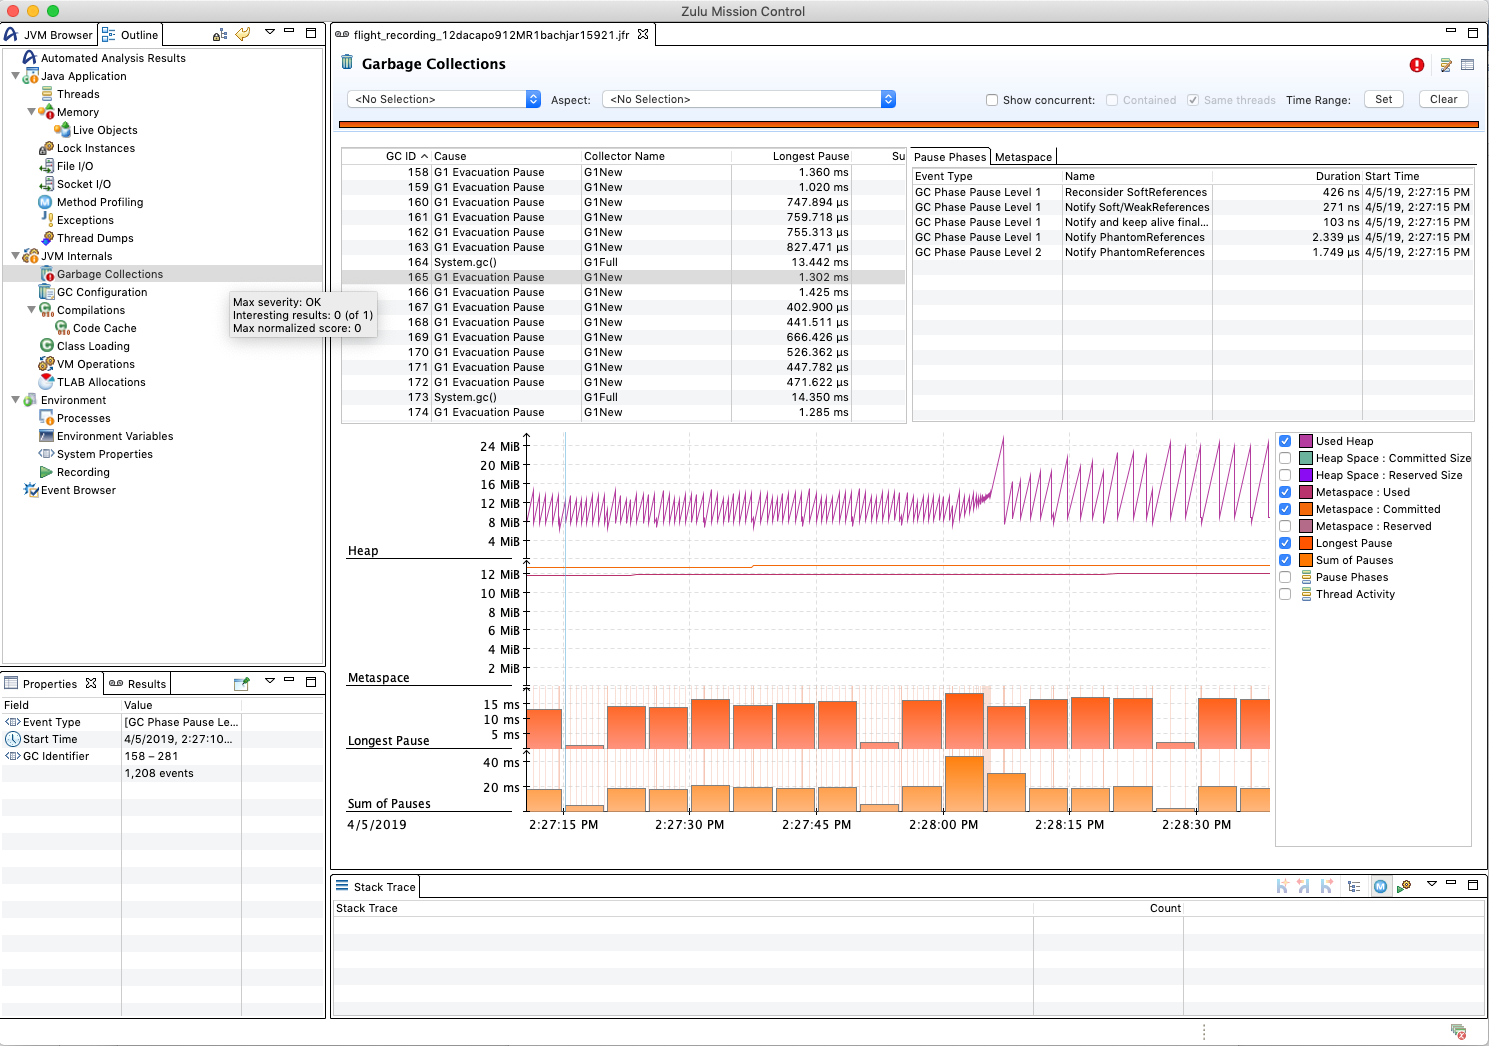 Zulu Mission Control
JVM Browser
Outline
Automated Analysis Results
Java Application
Threads
Memory
Live Objects
Lock Instances
File I/O
Socket I/O
Method Profiling
Exceptions
Thread Dumps
JVM Internals
Garbage Collections
GC Configuration
Compilations
Code Cache
Class Loading
VM Operations
TLAB Allocations
Environment
Processes
Environment Variables
System Properties
Recording
Event Browser
Max severity: OK
Interesting results: 0 (of 1)
Max normalized score: 0
Properties
Results
Field Value
Event Type [GC Phase Pause Le...
Start Time 4/5/2019, 2:27:10...
GC Identifier 158 – 281
1,208 events
flight_recording_12dacapo912MR1bachjar15921.jfr
Garbage Collections
<No Selection> Aspect: <No Selection> Show concurrent: Contained Same threads Time Range: Set Clear
GC ID Cause Collector Name Longest Pause Su
158 G1 Evacuation Pause G1New 1.360 ms
159 G1 Evacuation Pause G1New 1.020 ms
160 G1 Evacuation Pause G1New 747.894 µs
161 G1 Evacuation Pause G1New 759.718 µs
162 G1 Evacuation Pause G1New 755.313 µs
163 G1 Evacuation Pause G1New 827.471 µs
164 System.gc() G1Full 13.442 ms
165 G1 Evacuation Pause G1New 1.302 ms
166 G1 Evacuation Pause G1New 1.425 ms
167 G1 Evacuation Pause G1New 402.900 µs
168 G1 Evacuation Pause G1New 441.511 µs
169 G1 Evacuation Pause G1New 666.426 µs
170 G1 Evacuation Pause G1New 526.362 µs
171 G1 Evacuation Pause G1New 447.782 µs
172 G1 Evacuation Pause G1New 471.622 µs
173 System.gc() G1Full 14.350 ms
174 G1 Evacuation Pause G1New 1.285 ms
Pause Phases Metaspace
Event Type Name Duration Start Time
GC Phase Pause Level 1 Reconsider SoftReferences 426 ns 4/5/19, 2:27:15 PM
GC Phase Pause Level 1 Notify Soft/WeakReferences 271 ns 4/5/19, 2:27:15 PM
GC Phase Pause Level 1 Notify and keep alive final... 103 ns 4/5/19, 2:27:15 PM
GC Phase Pause Level 1 Notify PhantomReferences 2.339 µs 4/5/19, 2:27:15 PM
GC Phase Pause Level 2 Notify PhantomReferences 1.749 µs 4/5/19, 2:27:15 PM
24 MiB
20 MiB
16 MiB
12 MiB
8 MiB
4 MiB
Heap
12 MiB
10 MiB
8 MiB
6 MiB
4 MiB
2 MiB
Metaspace
15 ms
10 ms
5 ms
Longest Pause
40 ms
20 ms
Sum of Pauses
4/5/2019 2:27:15 PM 2:27:30 PM 2:27:45 PM 2:28:00 PM 2:28:15 PM 2:28:30 PM
Used Heap
Heap Space : Committed Size
Heap Space : Reserved Size
Metaspace : Used
Metaspace : Committed
Metaspace : Reserved
Longest Pause
Sum of Pauses
Pause Phases
Thread Activity
Stack Trace
Stack Trace Count